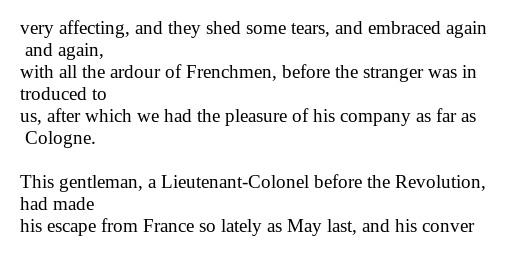 very affecting, and they shed some tears, and embraced again
and again,
with all the ardour of Frenchmen, before the stranger was in
troduced to
us, after which we had the pleasure of his company as far as
Cologne.

This gentleman, a Lieutenant-Colonel before the Revolution,
had made
his escape from France so lately as May last, and his conver